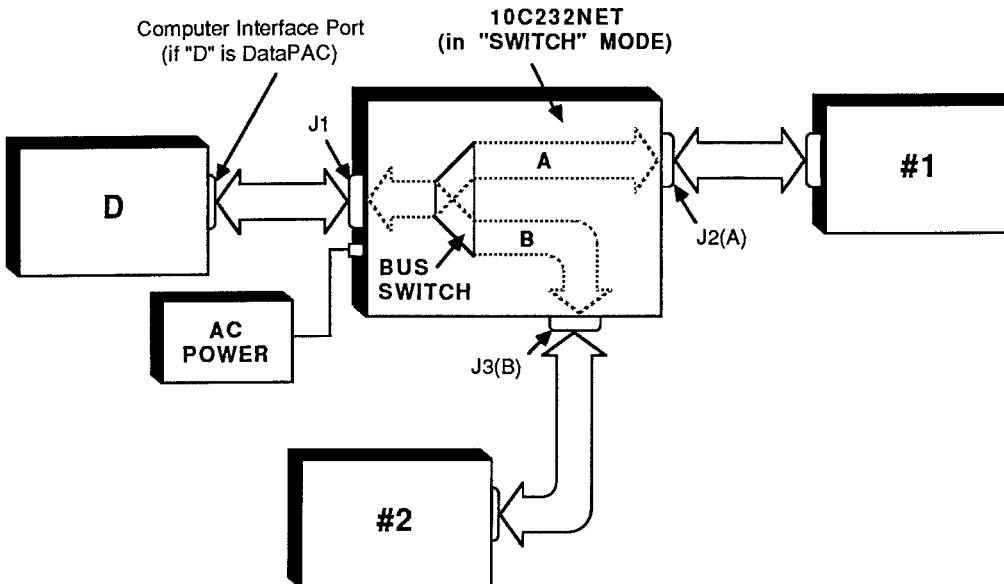 Computer Interface Port
(if "D" is DataPAC)
10C232NET
(in "SWITCH" MODE)
J1
D
A
#1
B
J2(A)
BUS
SWITCH
AC
POWER
J3(B)
#2